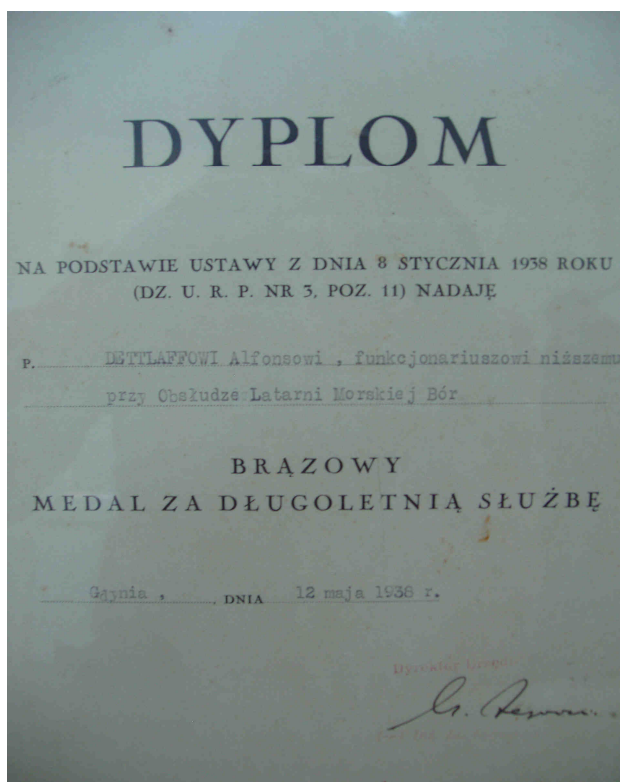 DYPLOM
NA PODSTAWIE USTAWY Z DNIA 8 STYCZNIA 1938 ROKU
(DZ. U. R. P. NR 3, POZ. 11) NADAJĘ
P. DETTLAFFOWI Alfonsowi , funkcjonariuszowi niższemu
przy Obsłudze Latarni Morskiej Bór
BRĄZOWY
MEDAL ZA DŁUGOLETNIĄ SŁUŻBĘ
Gdynia , , DNIA 12 maja 1938 r.
Dyrektor